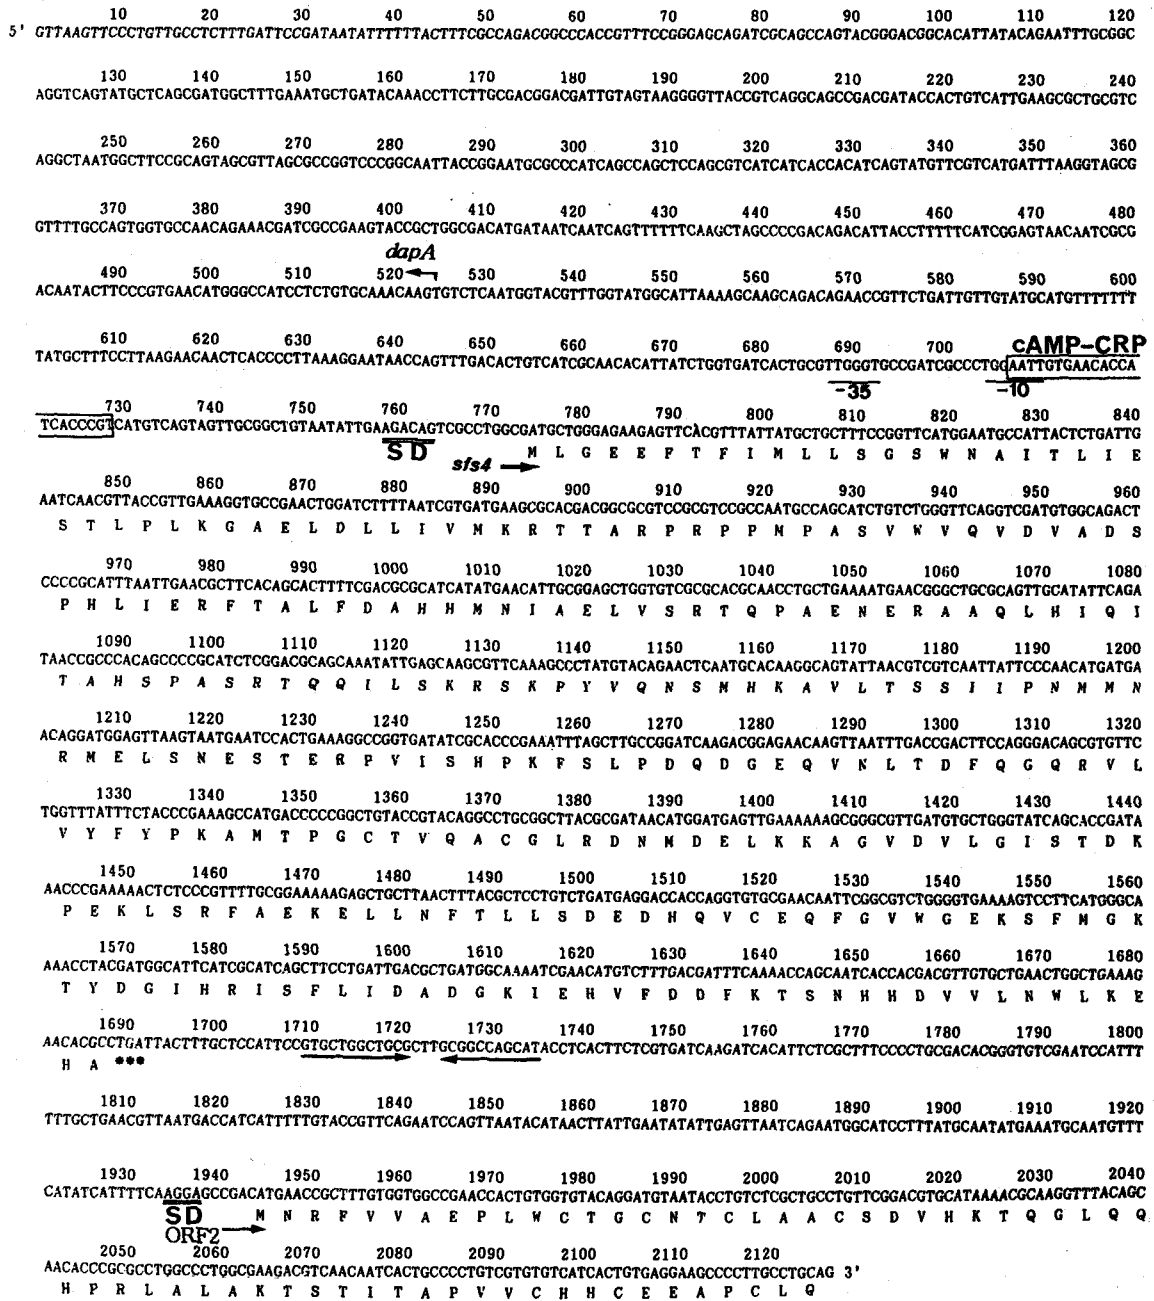 10 20 30 40 50 60 70 80 90 100 110 120
5' GTTAAGTTCCCTGTTGCCTCTTTGATTCCGATAATATTTTTTACTTTCGCCAGACGGCCCACCGTTTCCGGGAGCAGATCGCAGCCAGTACGGGACGGCACATTATACAGAATTTGCGGC
130 140 150 160 170 180 190 200 210 220 230 240
AGGTCAGTATGCTCAGCGATGGCTTTGAAATGCTGATACAAACCTTCTTGCGACGGACGATTGTAGTAAGGGGTTACCGTCAGGCAGCCGACGATACCACTGTCATTGAAGCGCTGCGTC
250 260 270 280 290 300 310 320 330 340 350 360
AGGCTAATGGCTTCCGCAGTAGCGTTAGCGCCGGTCCCGGCAATTACCGGAATGCGCCCATCAGCCAGCTCCAGCGTCATCATCACCACATCAGTATGTTCGTCATGATTTAAGGTAGCG
370 380 390 400 410 420 430 440 450 460 470 480
GTTTTGCCAGTGGTGCCAACAGAAACGATCGCCGAAGTACCGCTGGCGACATGATAATCAATCAGTTTTTTCAAGCTAGCCCCGACAGACATTACCTTTTTCATCGGAGTAACAATCGCG
dapA
490 500 510 520 530 540 550 560 570 580 590 600
ACAATACTTCCCGTGAACATGGGCCATCCTCTGTGCAAACAAGTGTCTCAATGGTACGTTTGGTATGGCATTAAAAGCAAGCAGACAGAACCGTTCTGATTGTTGTATGCATGTTTTTTT
610 620 630 640 650 660 670 680 690 700 cAMP-CRP
TATGCTTTCCTTAAGAACAACTCACCCCTTAAAGGAATAACCAGTTTGACACTGTCATCGCAACACATTATCTGGTGATCACTGCGTTGGGTGCCGATCGCCCTGGAATTGTGAACACCA
-35 -10
730 740 750 760 770 780 790 800 810 820 830 840
TCACCCGTCATGTCAGTAGTTGCGGCTGTAATATTGAAGACAGTCGCCTGGCGATGCTGGGAGAAGAGTTCACGTTTATTATGCTGCTTTCCGGTTCATGGAATGCCATTACTCTGATTG
SD sfs4 M L G E E F T F I M L L S G S W N A I T L I E
850 860 870 880 890 900 910 920 930 940 950 960
AATCAACGTTACCGTTGAAAGGTGCCGAACTGGATCTTTTAATCGTGATGAAGCGCACGACGGCGCGTCCGCGTCCGCCAATGCCAGCATCTGTCTGGGTTCAGGTCGATGTGGCAGACT
S T L P L K G A E L D L L I V M K R T T A R P R P P M P A S V W V Q V D V A D S
970 980 990 1000 1010 1020 1030 1040 1050 1060 1070 1080
CCCCGCATTTAATTGAACGCTTCACAGCACTTTTCGACGCGCATCATATGAACATTGCGGAGCTGGTGTCGCGCACGCAACCTGCTGAAAATGAACGGGCTGCGCAGTTGCATATTCAGA
P H L I E R F T A L F D A H H M N I A E L V S R T Q P A E N E R A A Q L H I Q I
1090 1100 1110 1120 1130 1140 1150 1160 1170 1180 1190 1200
TAACCGCCCACAGCCCCGCATCTCGGACGCAGCAAATATTGAGCAAGCGTTCAAAGCCCTATGTACAGAACTCAATGCACAAGGCAGTATTAACGTCGTCAATTATTCCCAACATGATGA
T A H S P A S R T Q Q I L S K R S K P Y V Q N S M H K A V L T S S I I P N M M N
1210 1220 1230 1240 1250 1260 1270 1280 1290 1300 1310 1320
ACAGGATGGAGTTAAGTAATGAATCCACTGAAAGGCCGGTGATATCGCACCCGAAATTTAGCTTGCCGGATCAAGACGGAGAACAAGTTAATTTGACCGACTTCCAGGGACAGCGTGTTC
R M E L S N E S T E R P V I S H P K F S L P D Q D G E Q V N L T D F Q G Q R V L
1330 1340 1350 1360 1370 1380 1390 1400 1410 1420 1430 1440
TGGTTTATTTCTACCCGAAAGCCATGACCCCCGGCTGTACCGTACAGGCCTGCGGCTTACGCGATAACATGGATGAGTTGAAAAAAGCGGGCGTTGATGTGCTGGGTATCAGCACCGATA
V Y F Y P K A M T P G C T V Q A C G L R D N M D E L K K A G V D V L G I S T D K
1450 1460 1470 1480 1490 1500 1510 1520 1530 1540 1550 1560
AACCCGAAAAACTCTCCCGTTTTGCGGAAAAAGAGCTGCTTAACTTTACGCTCCTGTCTGATGAGGACCACCAGGTGTGCGAACAATTCGGCGTCTGGGGTGAAAAGTCCTTCATGGGCA
P E K L S R F A E K E L L N F T L L S D E D H Q V C E Q F G V W G E K S F M G K
1570 1580 1590 1600 1610 1620 1630 1640 1650 1660 1670 1680
AAACCTACGATGGCATTCATCGCATCAGCTTCCTGATTGACGCTGATGGCAAAATCGAACATGTCTTTGACGATTTCAAAACCAGCAATCACCACGACGTTGTGCTGAACTGGCTGAAAG
T Y D G I H R I S F L I D A D G K I E H V F D D F K T S N H H D V V L N W L K E
1690 1700 1710 1720 1730 1740 1750 1760 1770 1780 1790 1800
AACACGCCTGATTACTTTGCTCCATTCCGTGCTGGCTGCGCTTGCGGCCAGCATACCTCACTTCTCGTGATCAAGATCACATTCTCGCTTTCCCCTGCGACACGGGTGTCGAATCCATTT
H A ***
1810 1820 1830 1840 1850 1860 1870 1880 1890 1900 1910 1920
TTTGCTGAACGTTAATGACCATCATTTTTGTACCGTTCAGAATCCAGTTAATACATAACTTATTGAATATATTGAGTTAATCAGAATGGCATCCTTTATGCAATATGAAATGCAATGTTT
1930 1940 1950 1960 1970 1980 1990 2000 2010 2020 2030 2040
CATATCATTTTCAAGGAGCCGACATGAACCGCTTTGTGGTGGCCGAACCACTGTGGTGTACAGGATGTAATACCTGTCTCGCTGCCTGTTCGGACGTGCATAAAACGCAAGGTTTACAGC
SD M N R F V V A E P L W C T G C N T C L A A C S D V H K T Q G L Q Q
ORF2
2050 2060 2070 2080 2090 2100 2110 2120
AACACCCGCGCCTGGCCCTGGCGAAGACGTCAACAATCACTGCCCCTGTCGTGTGTCATCACTGTGAGGAAGCCCCTTGCCTGCAG 3'
H P R L A L A K T S T I T A P V V C H H C E E A P C L Q